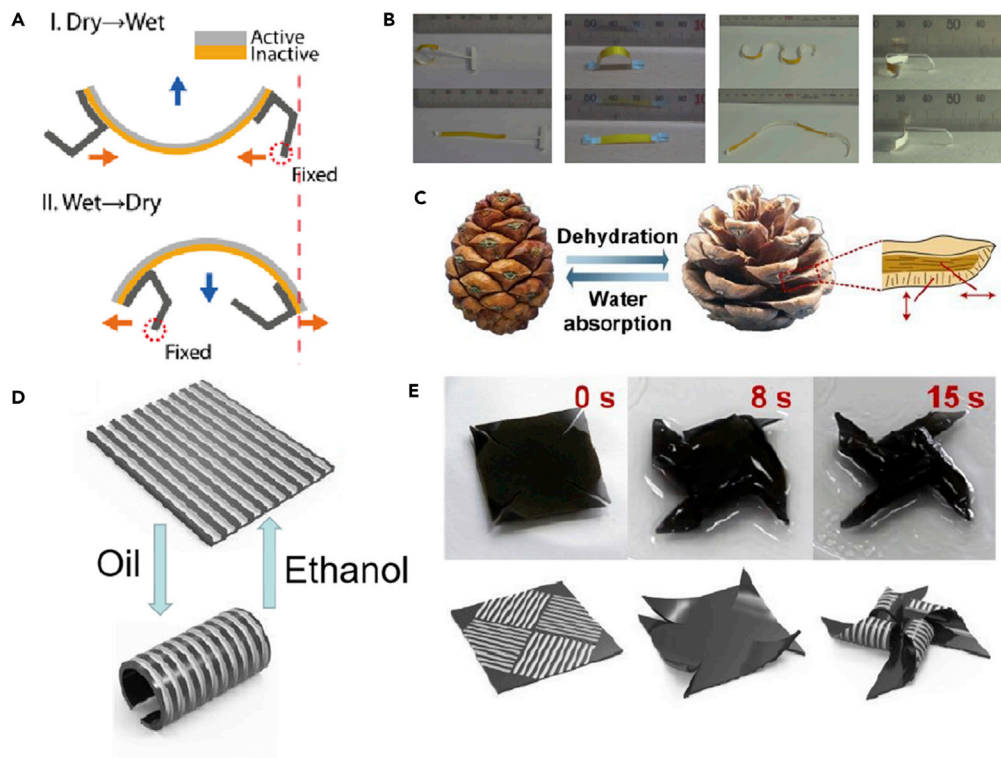 A
I. Dry→Wet
Active
Inactive
Fixed
II. Wet→Dry
Fixed
B
C
Dehydration
Water
absorption
D
Oil
Ethanol
E
0 s
8 s
15 s